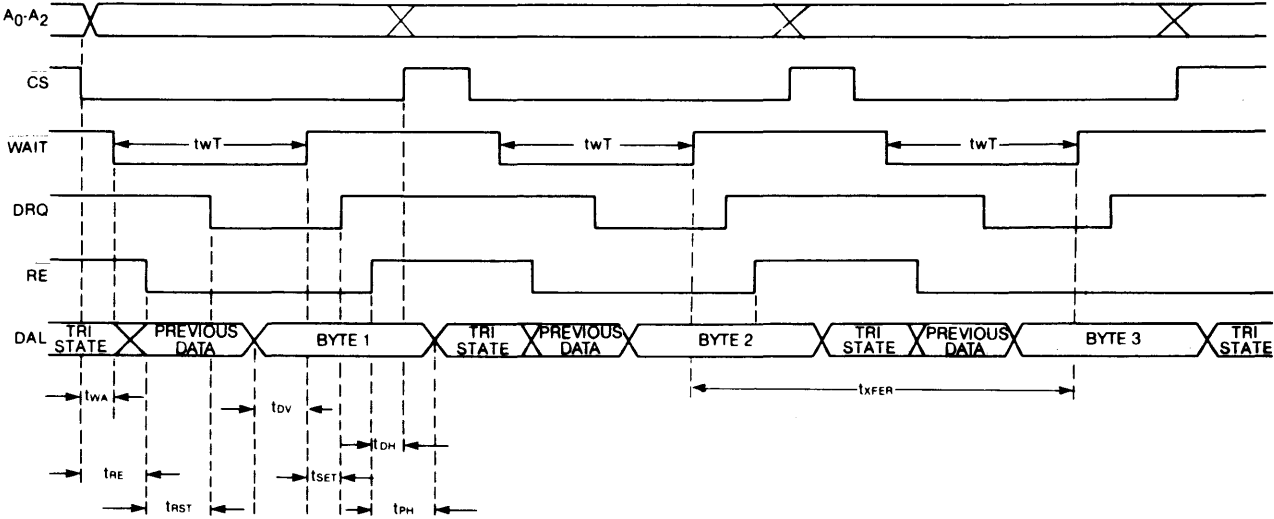 A0-A2
CS
WAIT
twT
twT
twT
DRQ
RE
DAL
TRI STATE
PREVIOUS DATA
BYTE 1
TRI STATE
PREVIOUS DATA
BYTE 2
TRI STATE
PREVIOUS DATA
BYTE 3
TRI STATE
tWA
tDV
tXFER
tDH
tRE
tSET
tRST
tPH